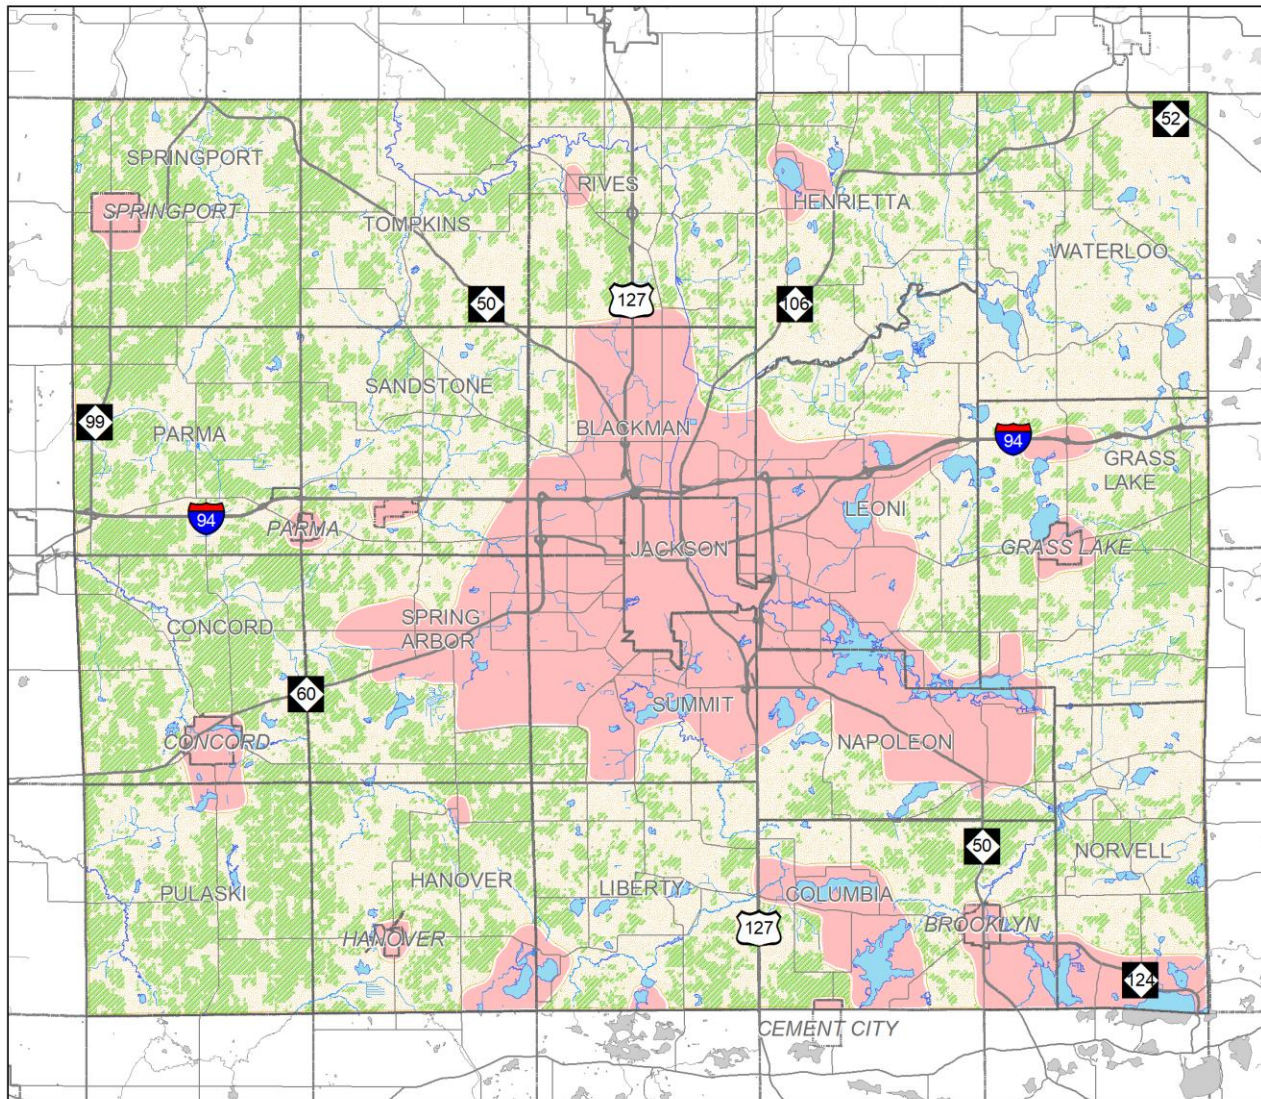 52
SPRINGPORT
RIVES
HENRIETTA
SPRINGPORT
TOMPKINS
WATERLOO
50
127
106
SANDSTONE
99
PARMA
BLACKMAN
94
GRASS
LAKE
94
PARMA
LEONI
JACKSON
GRASS LAKE
CONCORD
SPRING
ARBOR
60
SUMMIT
CONCORD
NAPOLEON
50
NORVELL
PULASKI
HANOVER
LIBERTY
COLUMBIA
HANOVER
127
BROOKLYN
124
CEMENT CITY